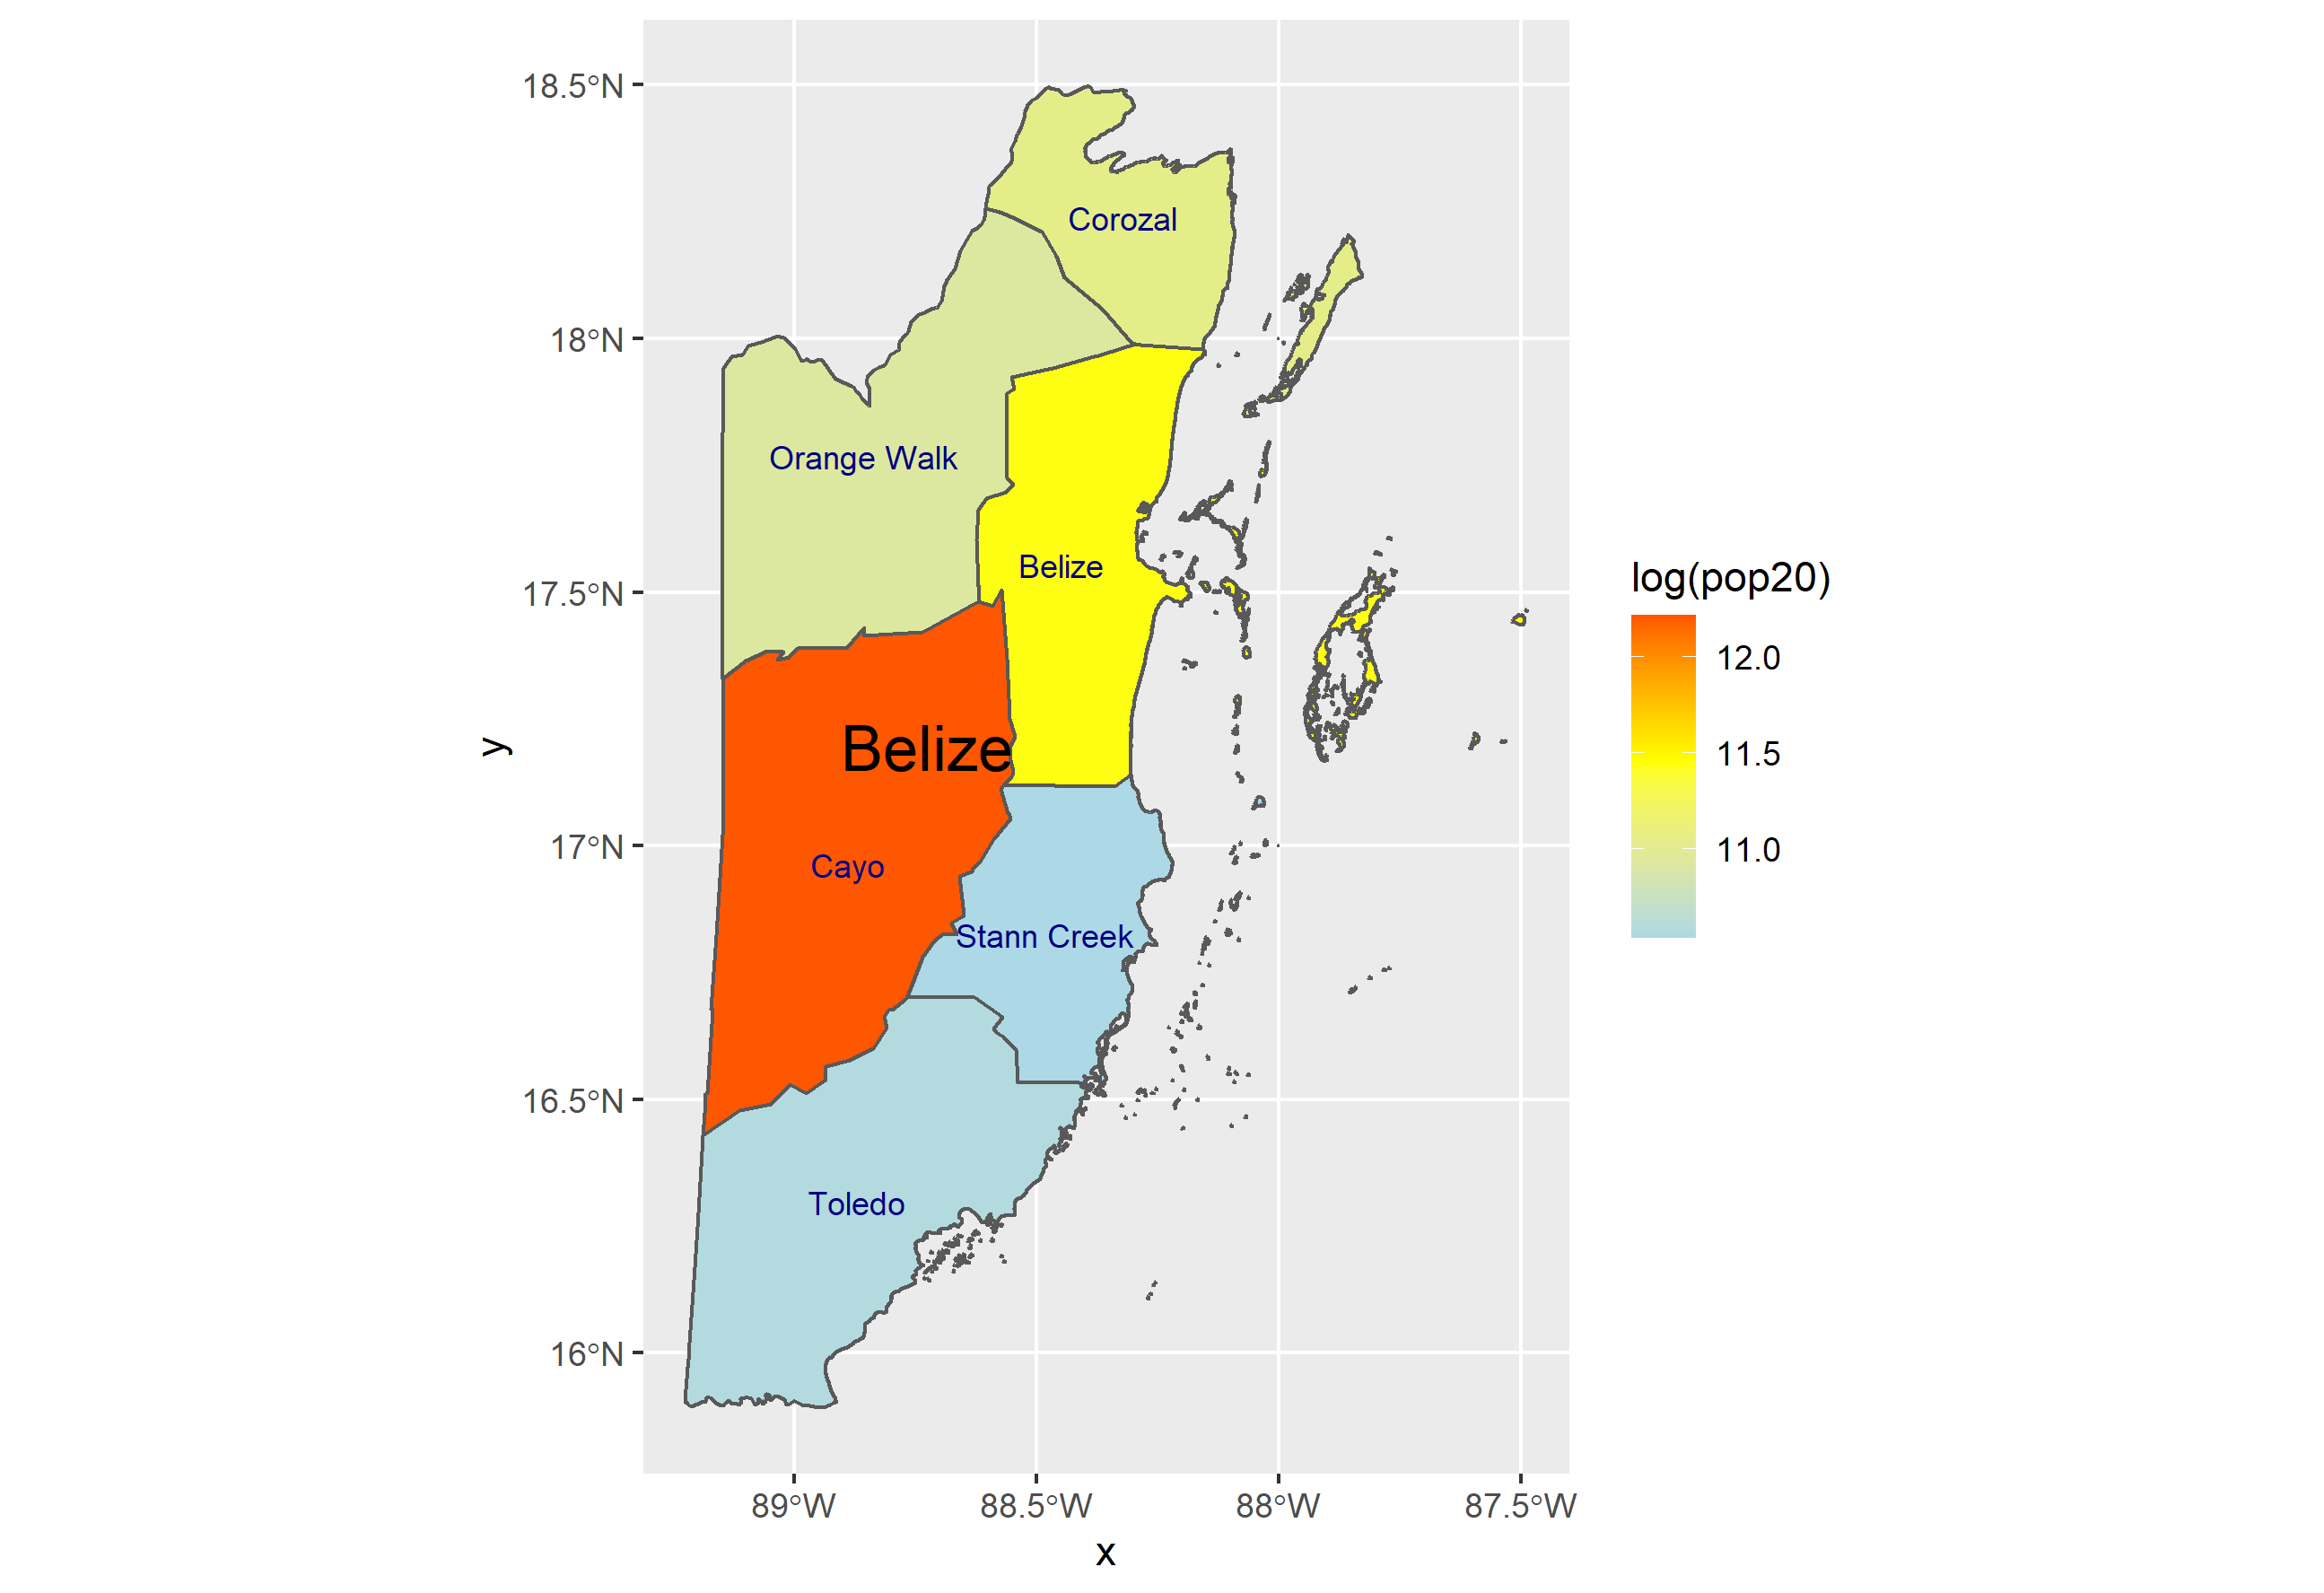 18.5°N
18°N
17.5°N
17°N
16.5°N
16°N
y
Corozal
Orange Walk
Belize
Belize
Cayo
Stann Creek
Toledo
89°W
88.5°W
88°W
87.5°W
x
log(pop20)
12.0
11.5
11.0